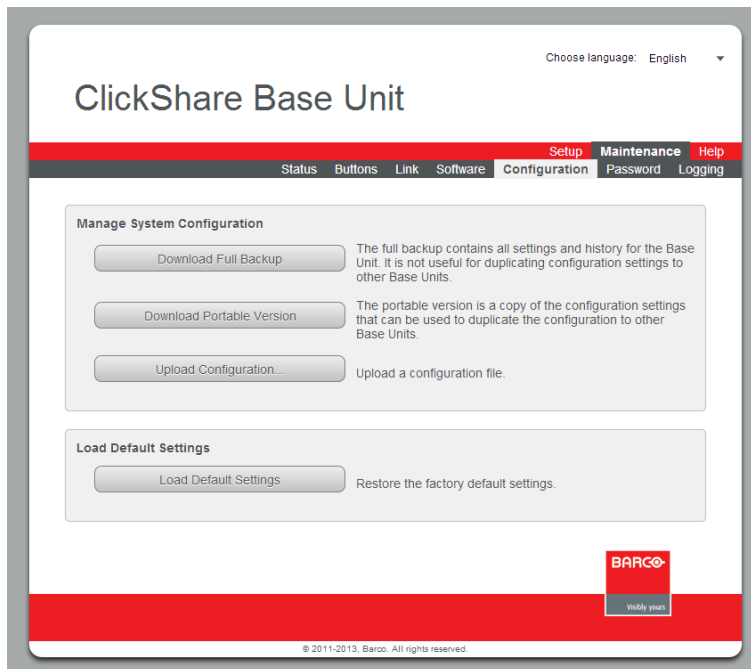 Choose language: English
ClickShare Base Unit
Setup Maintenance Help
Status Buttons Link Software Configuration Password Logging
Manage System Configuration
Download Full Backup
The full backup contains all settings and history for the Base
Unit. It is not useful for duplicating configuration settings to
other Base Units.
Download Portable Version
The portable version is a copy of the configuration settings
that can be used to duplicate the configuration to other
Base Units.
Upload Configuration...
Upload a configuration file.
Load Default Settings
Load Default Settings
Restore the factory default settings.
BARCO
Visibly yours
© 2011-2013, Barco. All rights reserved.